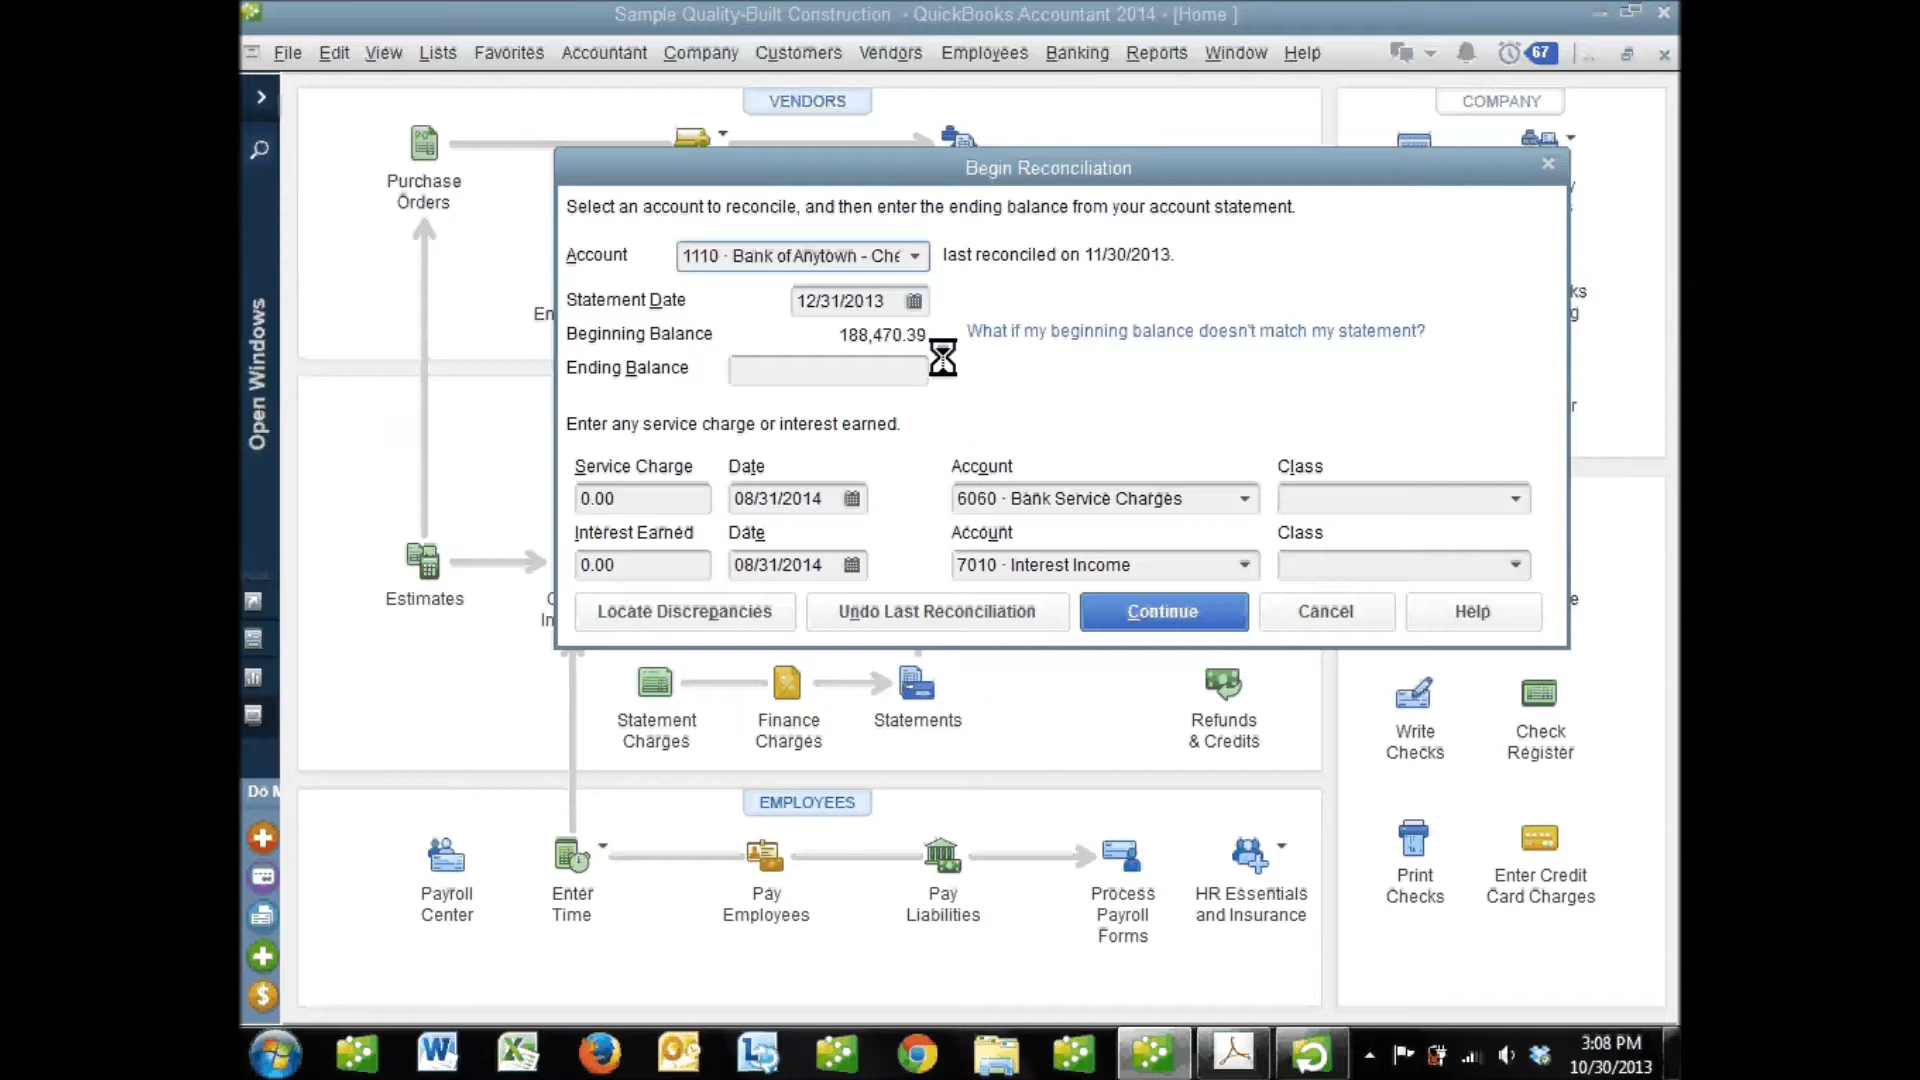 Sample Quality-Built Construction - QuickBooks Accountant 2014 - [Home ]
File Edit View Lists Favorites Accountant Company Customers Vendors Employees Banking Reports Window Help
67
VENDORS
COMPANY
Purchase
Orders
Open Windows
Begin Reconciliation
Select an account to reconcile, and then enter the ending balance from your account statement.
Account 1110 · Bank of Anytown - Che last reconciled on 11/30/2013.
Statement Date 12/31/2013
Beginning Balance 188,470.39 What if my beginning balance doesn't match my statement?
Ending Balance
Enter any service charge or interest earned.
Service Charge Date Account Class
0.00 08/31/2014 6060 · Bank Service Charges
Interest Earned Date Account Class
0.00 08/31/2014 7010 · Interest Income
Locate Discrepancies Undo Last Reconciliation Continue Cancel Help
Estimates
Statement
Charges
Finance
Charges
Statements
Refunds
& Credits
Write
Checks
Check
Register
Do M
EMPLOYEES
Payroll
Center
Enter
Time
Pay
Employees
Pay
Liabilities
Process
Payroll
Forms
HR Essentials
and Insurance
Print
Checks
Enter Credit
Card Charges
3:08 PM
10/30/2013